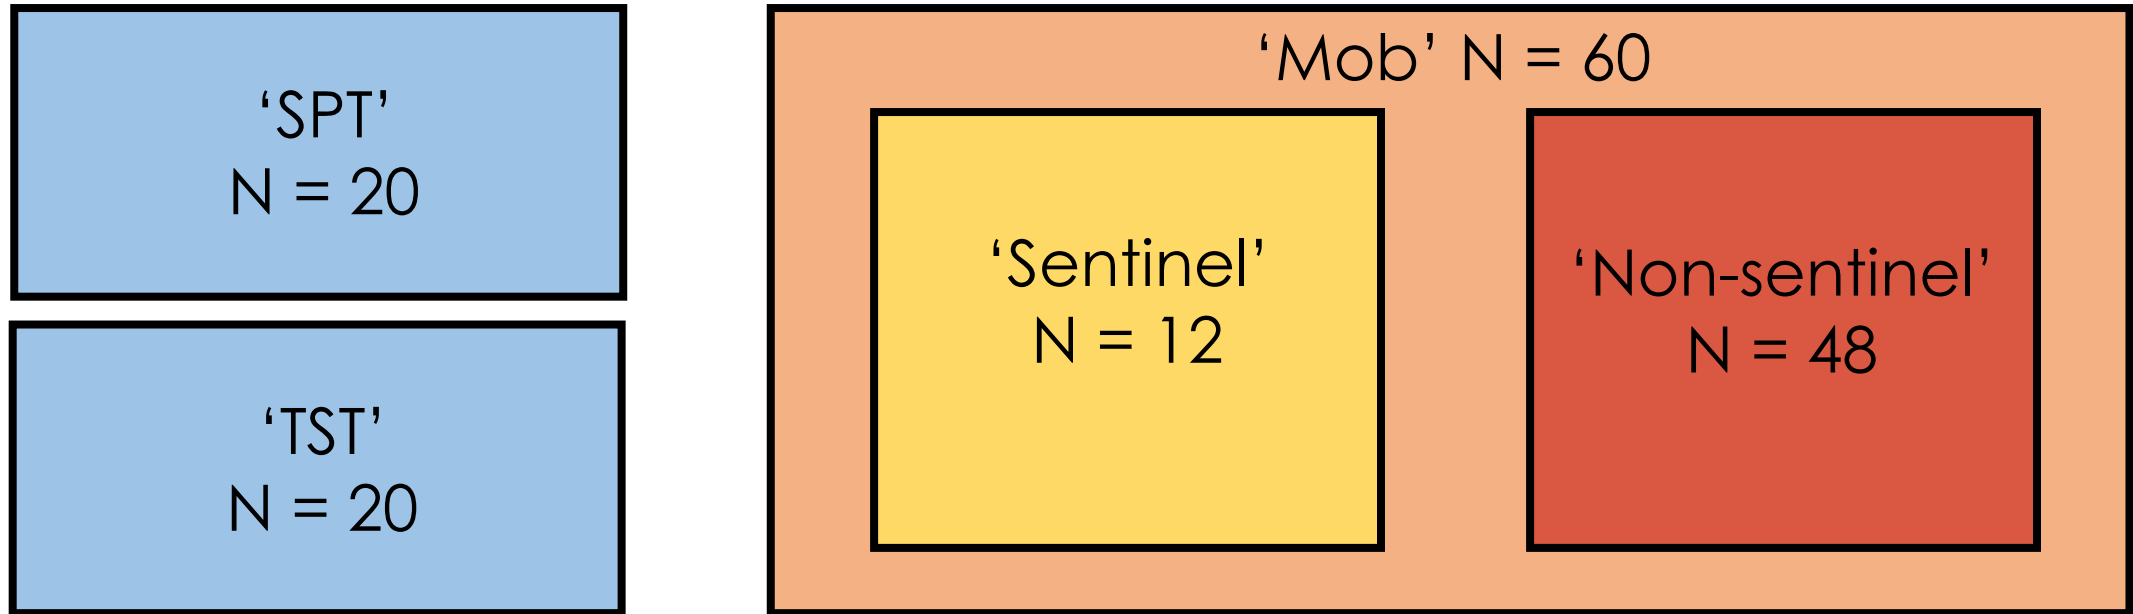 ‘SPT’
N = 20
‘TST’
N = 20
‘Mob’ N = 60
‘Sentinel’
N = 12
‘Non-sentinel’
N = 48